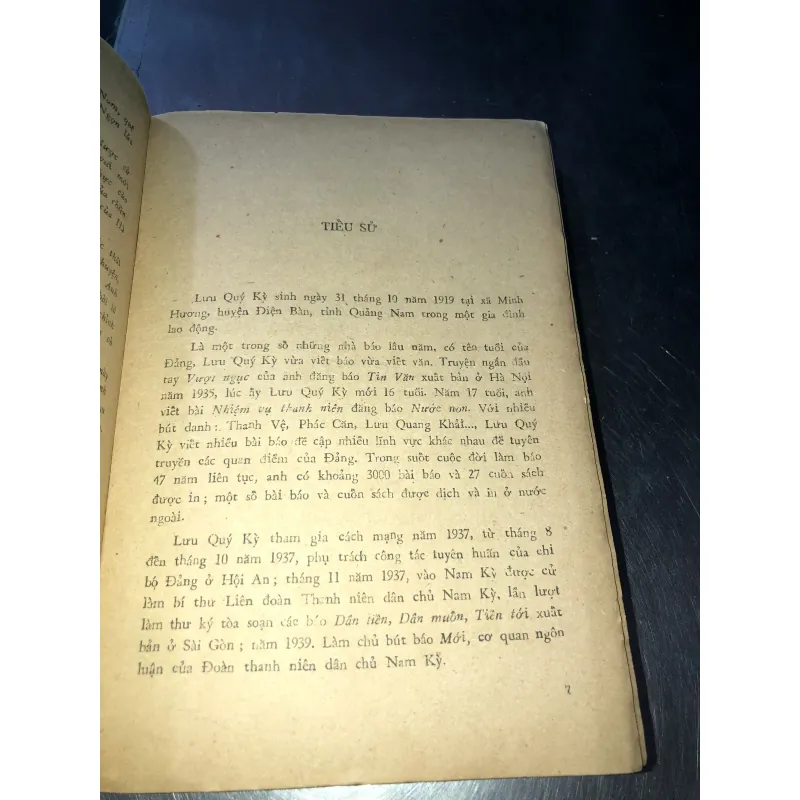 Nam, que
được cả
mới
chân
của Hà
thời
Anh
là
và
TIỂU SỬ
Lưu Quý Kỳ sinh ngày 31 tháng 10 năm 1919 tại xã Minh
Hương, huyện Điện Bàn, tỉnh Quảng Nam trong một gia đình
lao động.
Là một trong số những nhà báo lâu năm, có tên tuổi của
Đảng, Lưu Quý Kỳ vừa viết báo vừa viết văn. Truyện ngắn đầu
tay Vượt ngục của anh đăng báo Tin Văn xuất bản ở Hà Nội
năm 1935, lúc ấy Lưu Quý Kỳ mới 16 tuổi. Năm 17 tuổi, anh
viết bài Nhiệm vụ thanh niên đăng báo Nước non. Với nhiều
bút danh: Thanh Vệ, Phác Căn, Lưu Quang Khải..., Lưu Quý
Kỳ viết nhiều bài báo đề cập nhiều lĩnh vực khác nhau để tuyên
truyền các quan điểm của Đảng. Trong suốt cuộc đời làm báo
47 năm liên tục, anh có khoảng 3000 bài báo và 27 cuốn sách
được in; một số bài báo và cuốn sách được dịch và in ở nước
ngoài.
Lưu Quý Kỳ tham gia cách mạng năm 1937, từ tháng 8
đến tháng 10 năm 1937, phụ trách công tác tuyên huấn của chi
bộ Đảng ở Hội An; tháng 11 năm 1937, vào Nam Kỳ được cử
làm bí thư Liên đoàn Thanh niên dân chủ Nam Kỳ, lần lượt
làm thư ký tòa soạn các báo Dân tiến, Dân muốn, Tiến tới xuất
bản ở Sài Gòn; năm 1939. Làm chủ bút báo Mới, cơ quan ngôn
luận của Đoàn thanh niên dân chủ Nam Kỳ.
7